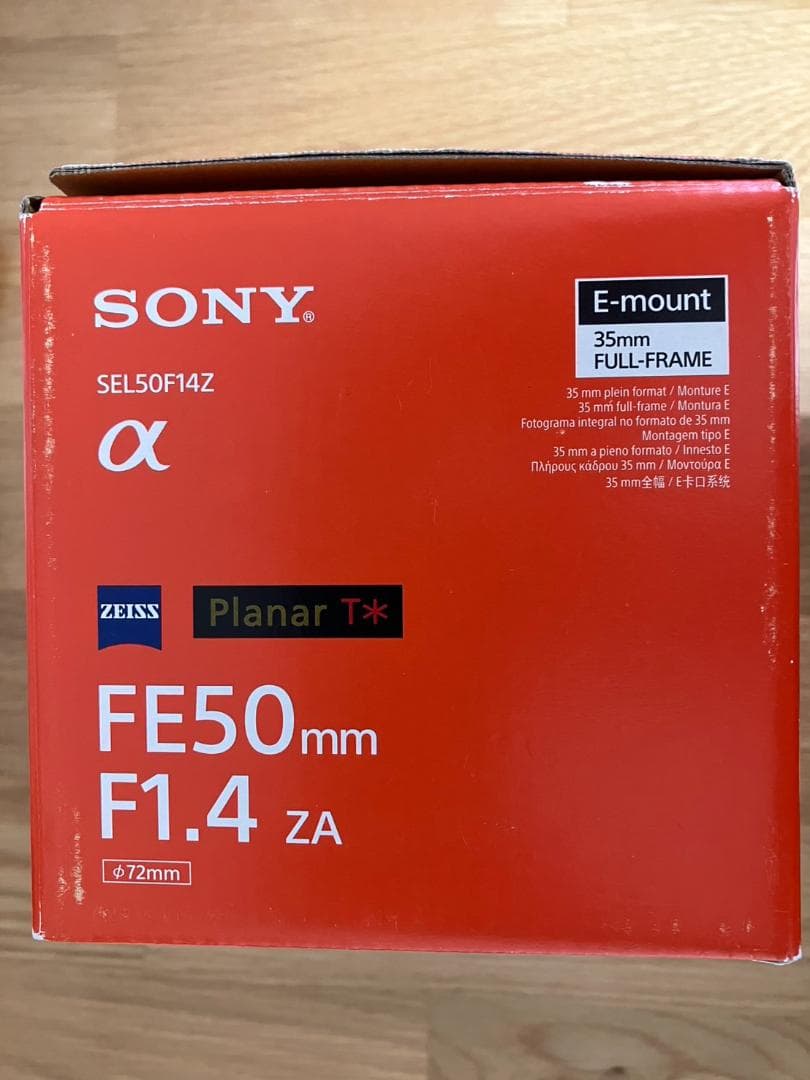 SONY®
SEL50F14Z
α
E-mount
35mm
FULL-FRAME
35 mm plein format / Monture E
35 mm full-frame / Montura E
Fotograma integral no formato de 35 mm
Montagem tipo E
35 mm a pieno formato / Innesto E
Πλήρους κάδρου 35 mm / Μοντούρα E
35 mm全幅 / E卡口系统
ZEISS
Planar T*
FE50mm
F1.4 ZA
ϕ72mm